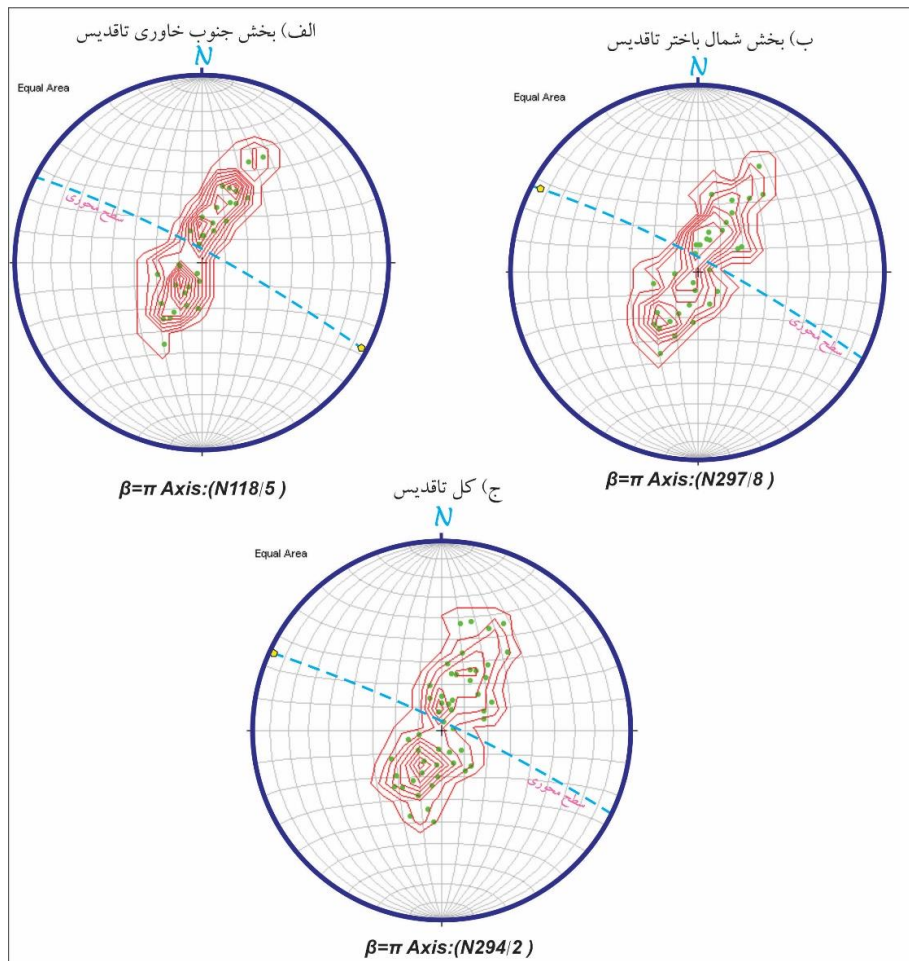 الف) بخش جنوب خاوری تاقدیس
N
Equal Area
سطح محوری
β=π Axis:(N118/5 )
ب) بخش شمال باختر تاقدیس
N
Equal Area
سطح محوری
β=π Axis:(N297/8 )
ج) کل تاقدیس
N
Equal Area
سطح محوری
β=π Axis:(N294/2 )